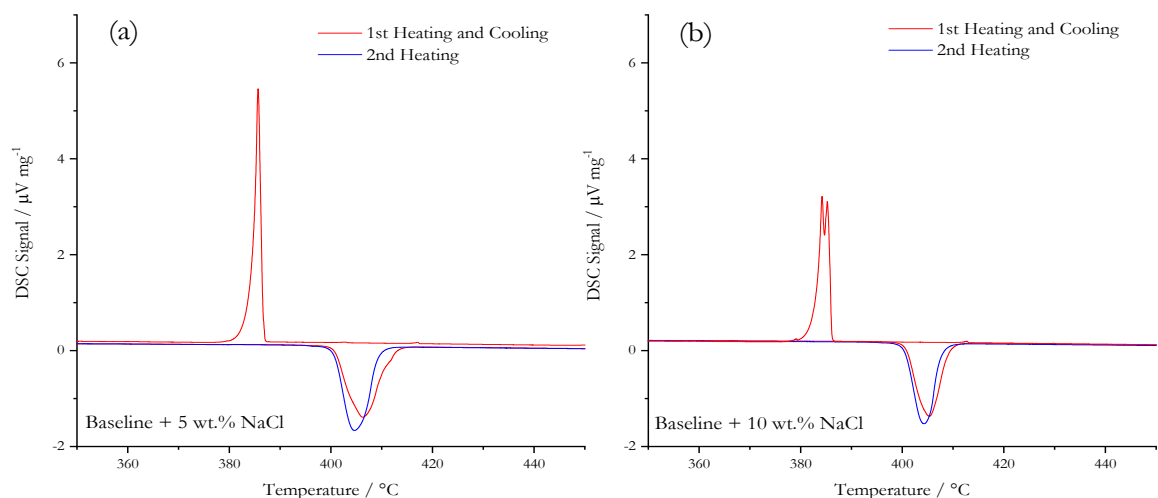 (a)
1st Heating and Cooling
2nd Heating
6
4
2
0
-2
DSC Signal / µV mg-1
Baseline + 5 wt.% NaCl
360
380
400
420
440
Temperature / °C
(b)
1st Heating and Cooling
2nd Heating
6
4
2
0
-2
DSC Signal / µV mg-1
Baseline + 10 wt.% NaCl
360
380
400
420
440
Temperature / °C